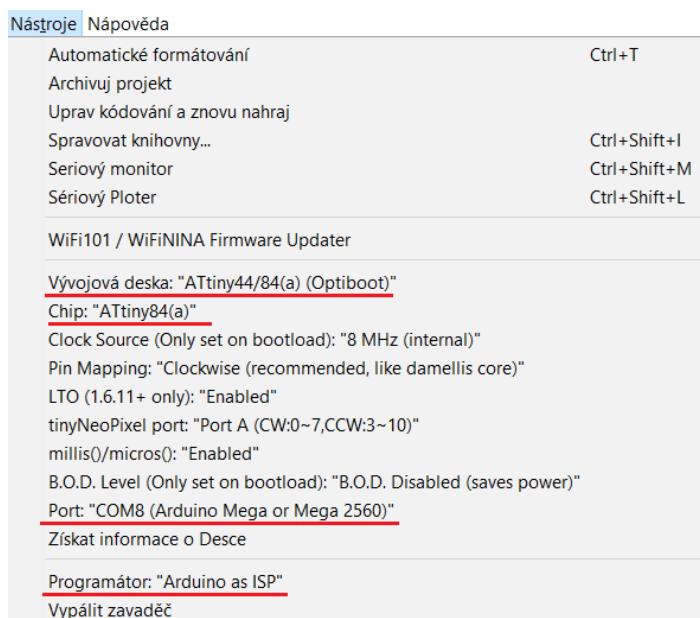 Nástroje Nápověda
Automatické formátování Ctrl+T
Archivuj projekt
Uprav kódování a znovu nahraj
Spravovat knihovny... Ctrl+Shift+I
Seriový monitor Ctrl+Shift+M
Sériový Ploter Ctrl+Shift+L
WiFi101 / WiFiNINA Firmware Updater
Vývojová deska: "ATtiny44/84(a) (Optiboot)"
Chip: "ATtiny84(a)"
Clock Source (Only set on bootload): "8 MHz (internal)"
Pin Mapping: "Clockwise (recommended, like damellis core)"
LTO (1.6.11+ only): "Enabled"
tinyNeoPixel port: "Port A (CW:0~7,CCW:3~10)"
millis()/micros(): "Enabled"
B.O.D. Level (Only set on bootload): "B.O.D. Disabled (saves power)"
Port: "COM8 (Arduino Mega or Mega 2560)"
Získat informace o Desce
Programátor: "Arduino as ISP"
Vypálit zavaděč